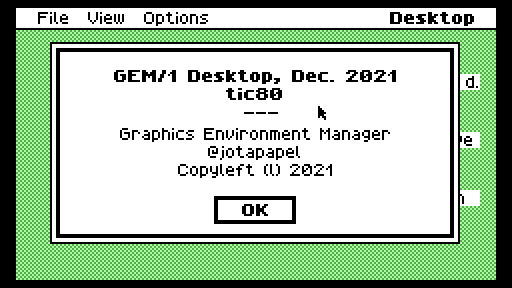 File View Options Desktop
GEM/1 Desktop, Dec. 2021
tic80
---
Graphics Environment Manager
@jotapapel
Copyleft (l) 2021
OK
d.